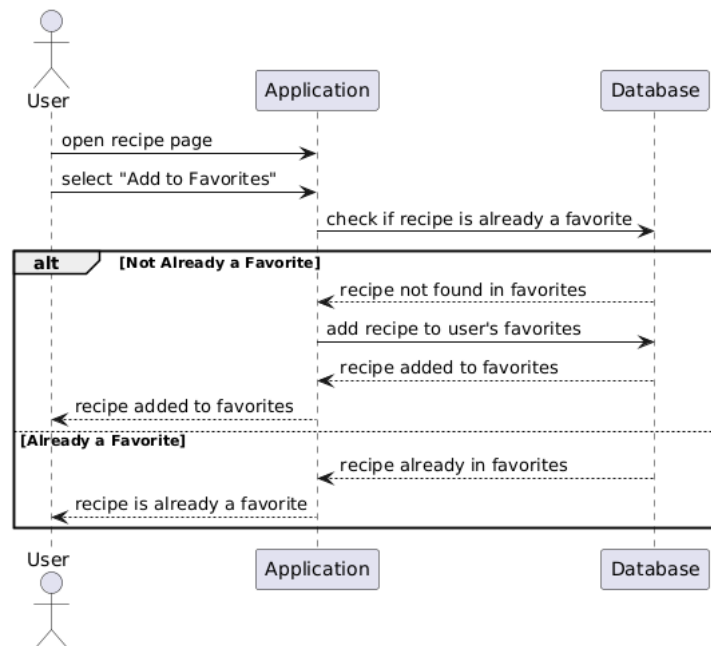 User
Application
Database
open recipe page
select "Add to Favorites"
check if recipe is already a favorite
alt
[Not Already a Favorite]
recipe not found in favorites
add recipe to user's favorites
recipe added to favorites
recipe added to favorites
[Already a Favorite]
recipe already in favorites
recipe is already a favorite
User
Application
Database